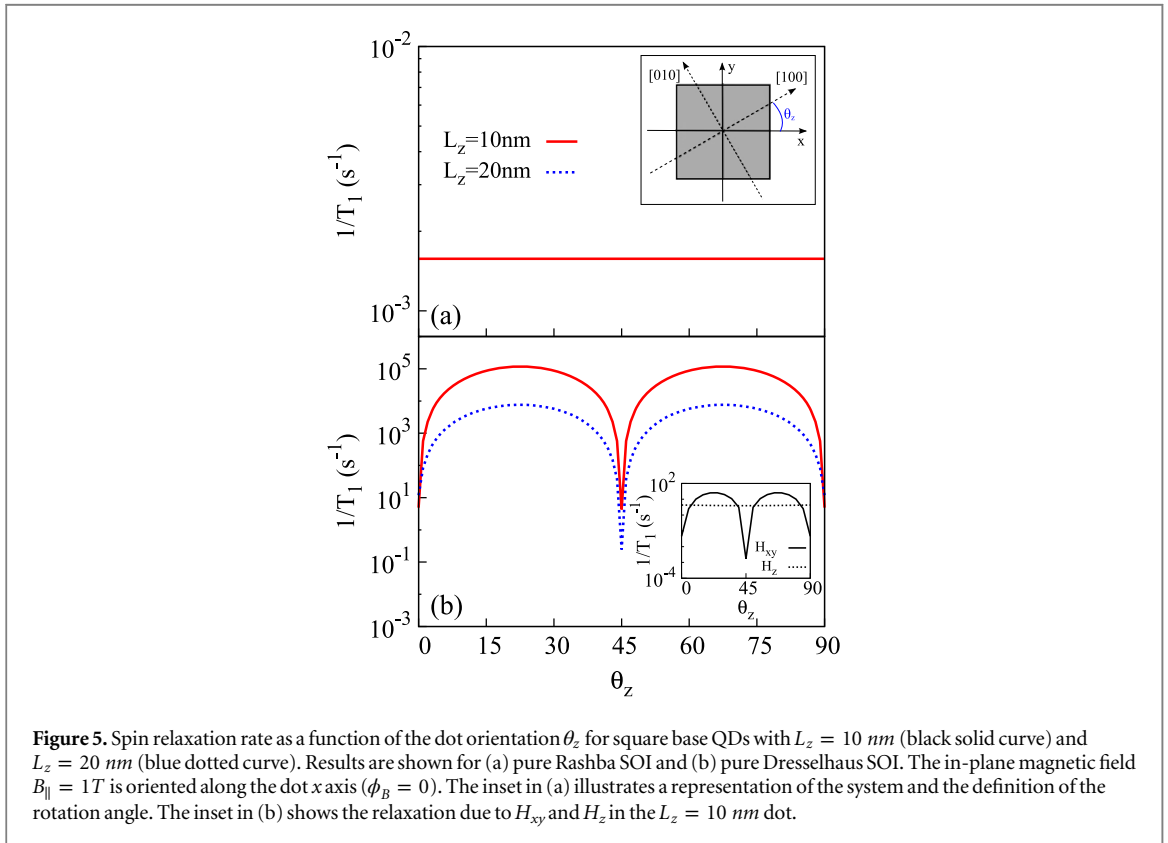 10^{-2}
[010]
y
[100]
θ_z
x
L_z=10nm
L_z=20nm
1/T_1 (s^{-1})
10^{-3}
(a)
10^5
10^3
10^1
10^{-1}
10^{-3}
1/T_1 (s^{-1})
10^2
1/T_1 (s^{-1})
H_{xy}
H_z
10^{-4}
0 45 90
θ_z
(b)
0 15 30 45 60 75 90
θ_z
Figure 5. Spin relaxation rate as a function of the dot orientation θ_z for square base QDs with L_z = 10 nm (black solid curve) and
L_z = 20 nm (blue dotted curve). Results are shown for (a) pure Rashba SOI and (b) pure Dresselhaus SOI. The in-plane magnetic field
B_∥ = 1T is oriented along the dot x axis (ϕ_B = 0). The inset in (a) illustrates a representation of the system and the definition of the
rotation angle. The inset in (b) shows the relaxation due to H_{xy} and H_z in the L_z = 10 nm dot.